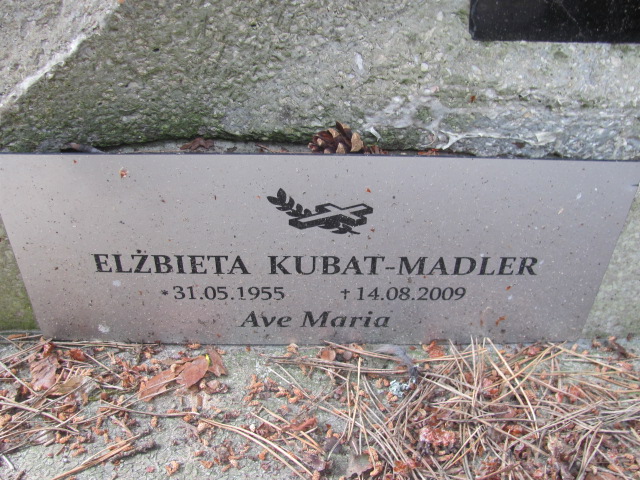 ELŻBIETA KUBAT-MADLER
*31.05.1955 †14.08.2009
Ave Maria